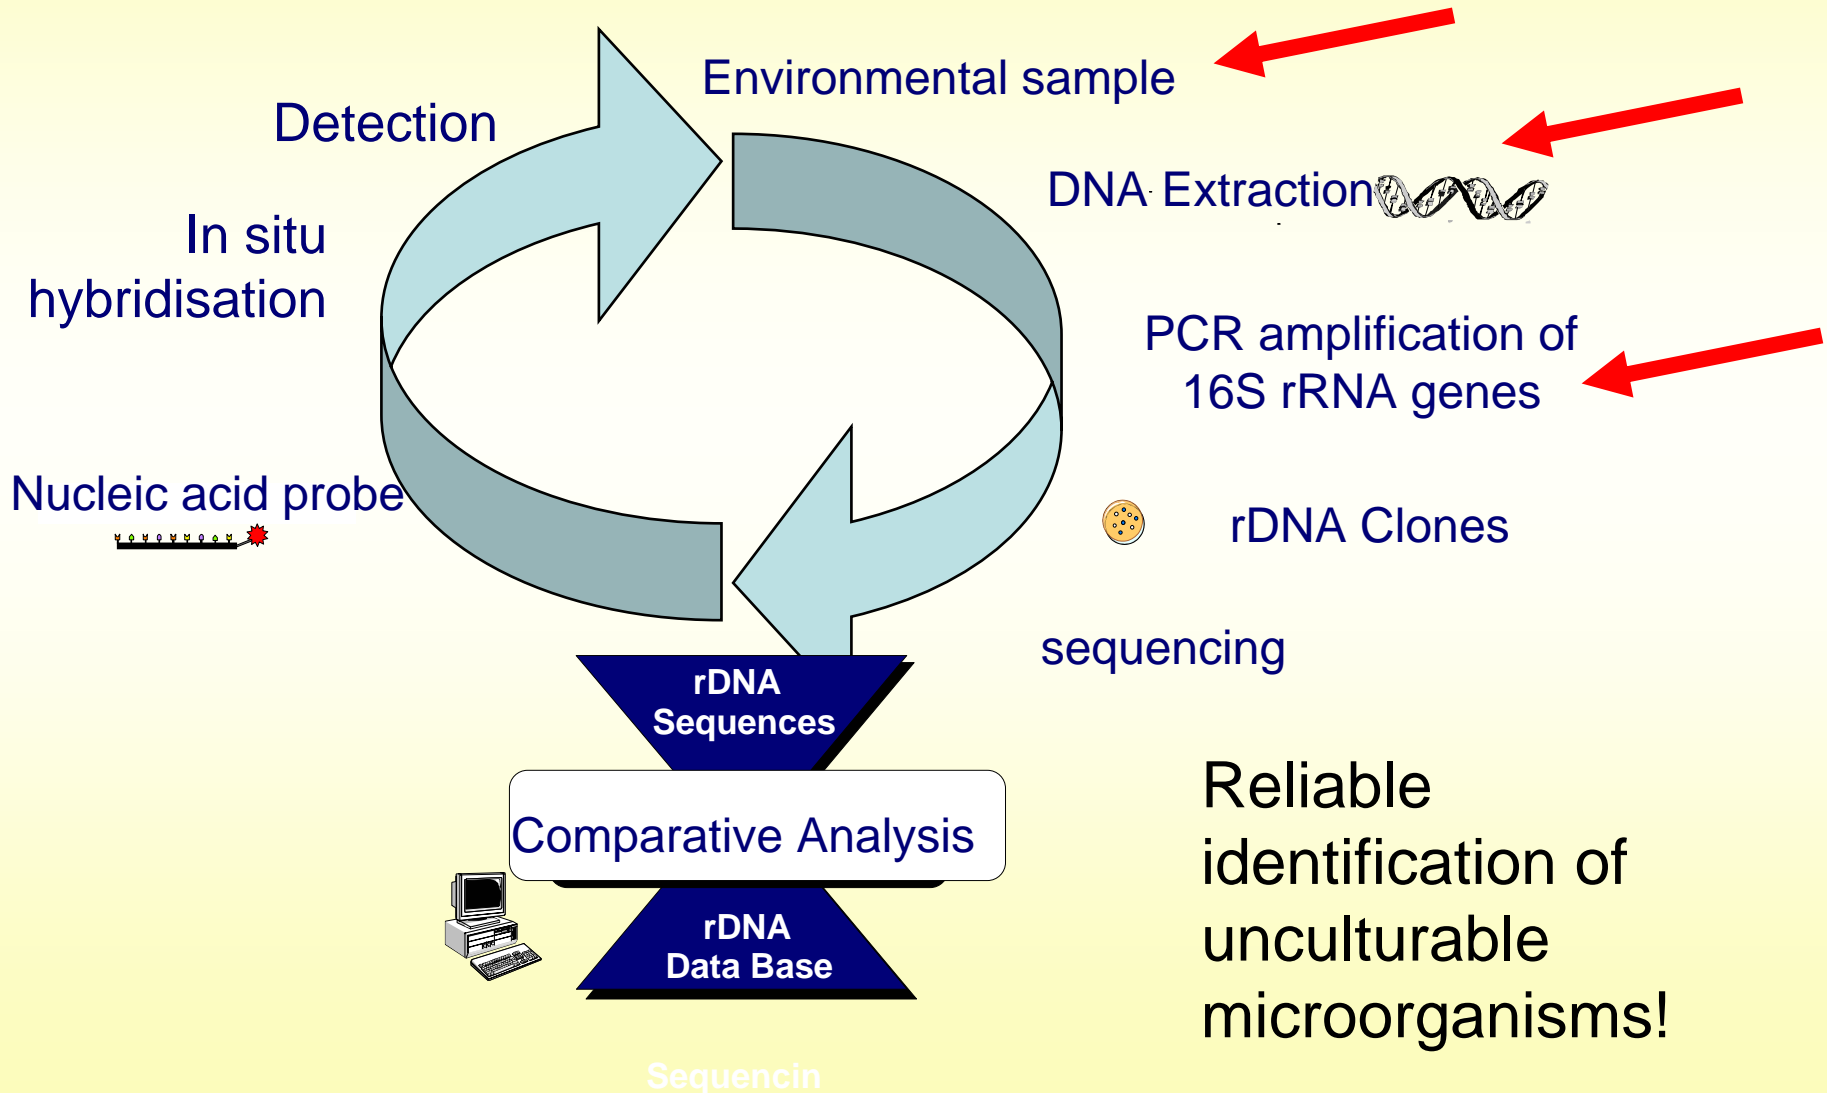 Environmental sample
Detection
DNA Extraction
In situ
hybridisation
PCR amplification of
16S rRNA genes
Nucleic acid probe
rDNA Clones
sequencing
rDNA
Sequences
Comparative Analysis
rDNA
Data Base
Reliable
identification of
unculturable
microorganisms!
Sequencin